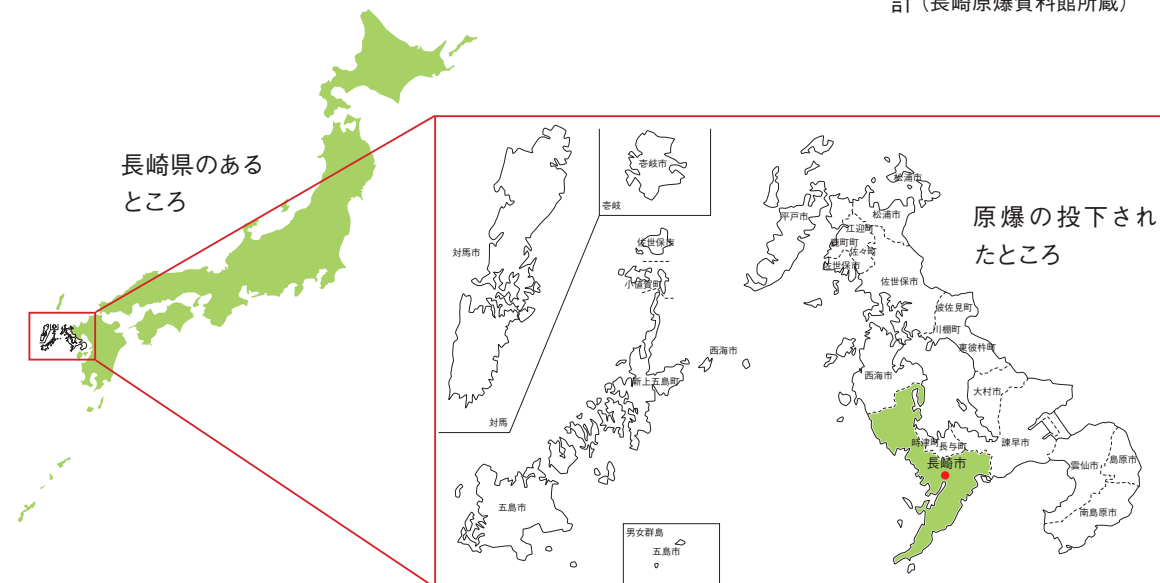 計（長崎原爆資料館所蔵）
長崎県のある
ところ
原爆の投下され
たところ
対馬市
対馬
壱岐市
壱岐
佐世保市
小値賀町
新上五島町
西海市
五島市
男女群島
五島市
平戸市
松浦市
松浦市
江迎町
鹿町町
佐々町
佐世保市
佐世保市
波佐見町
川棚町
東彼杵町
西海市
大村市
時津町
長与町
諫早市
長崎市
雲仙市
島原市
南島原市